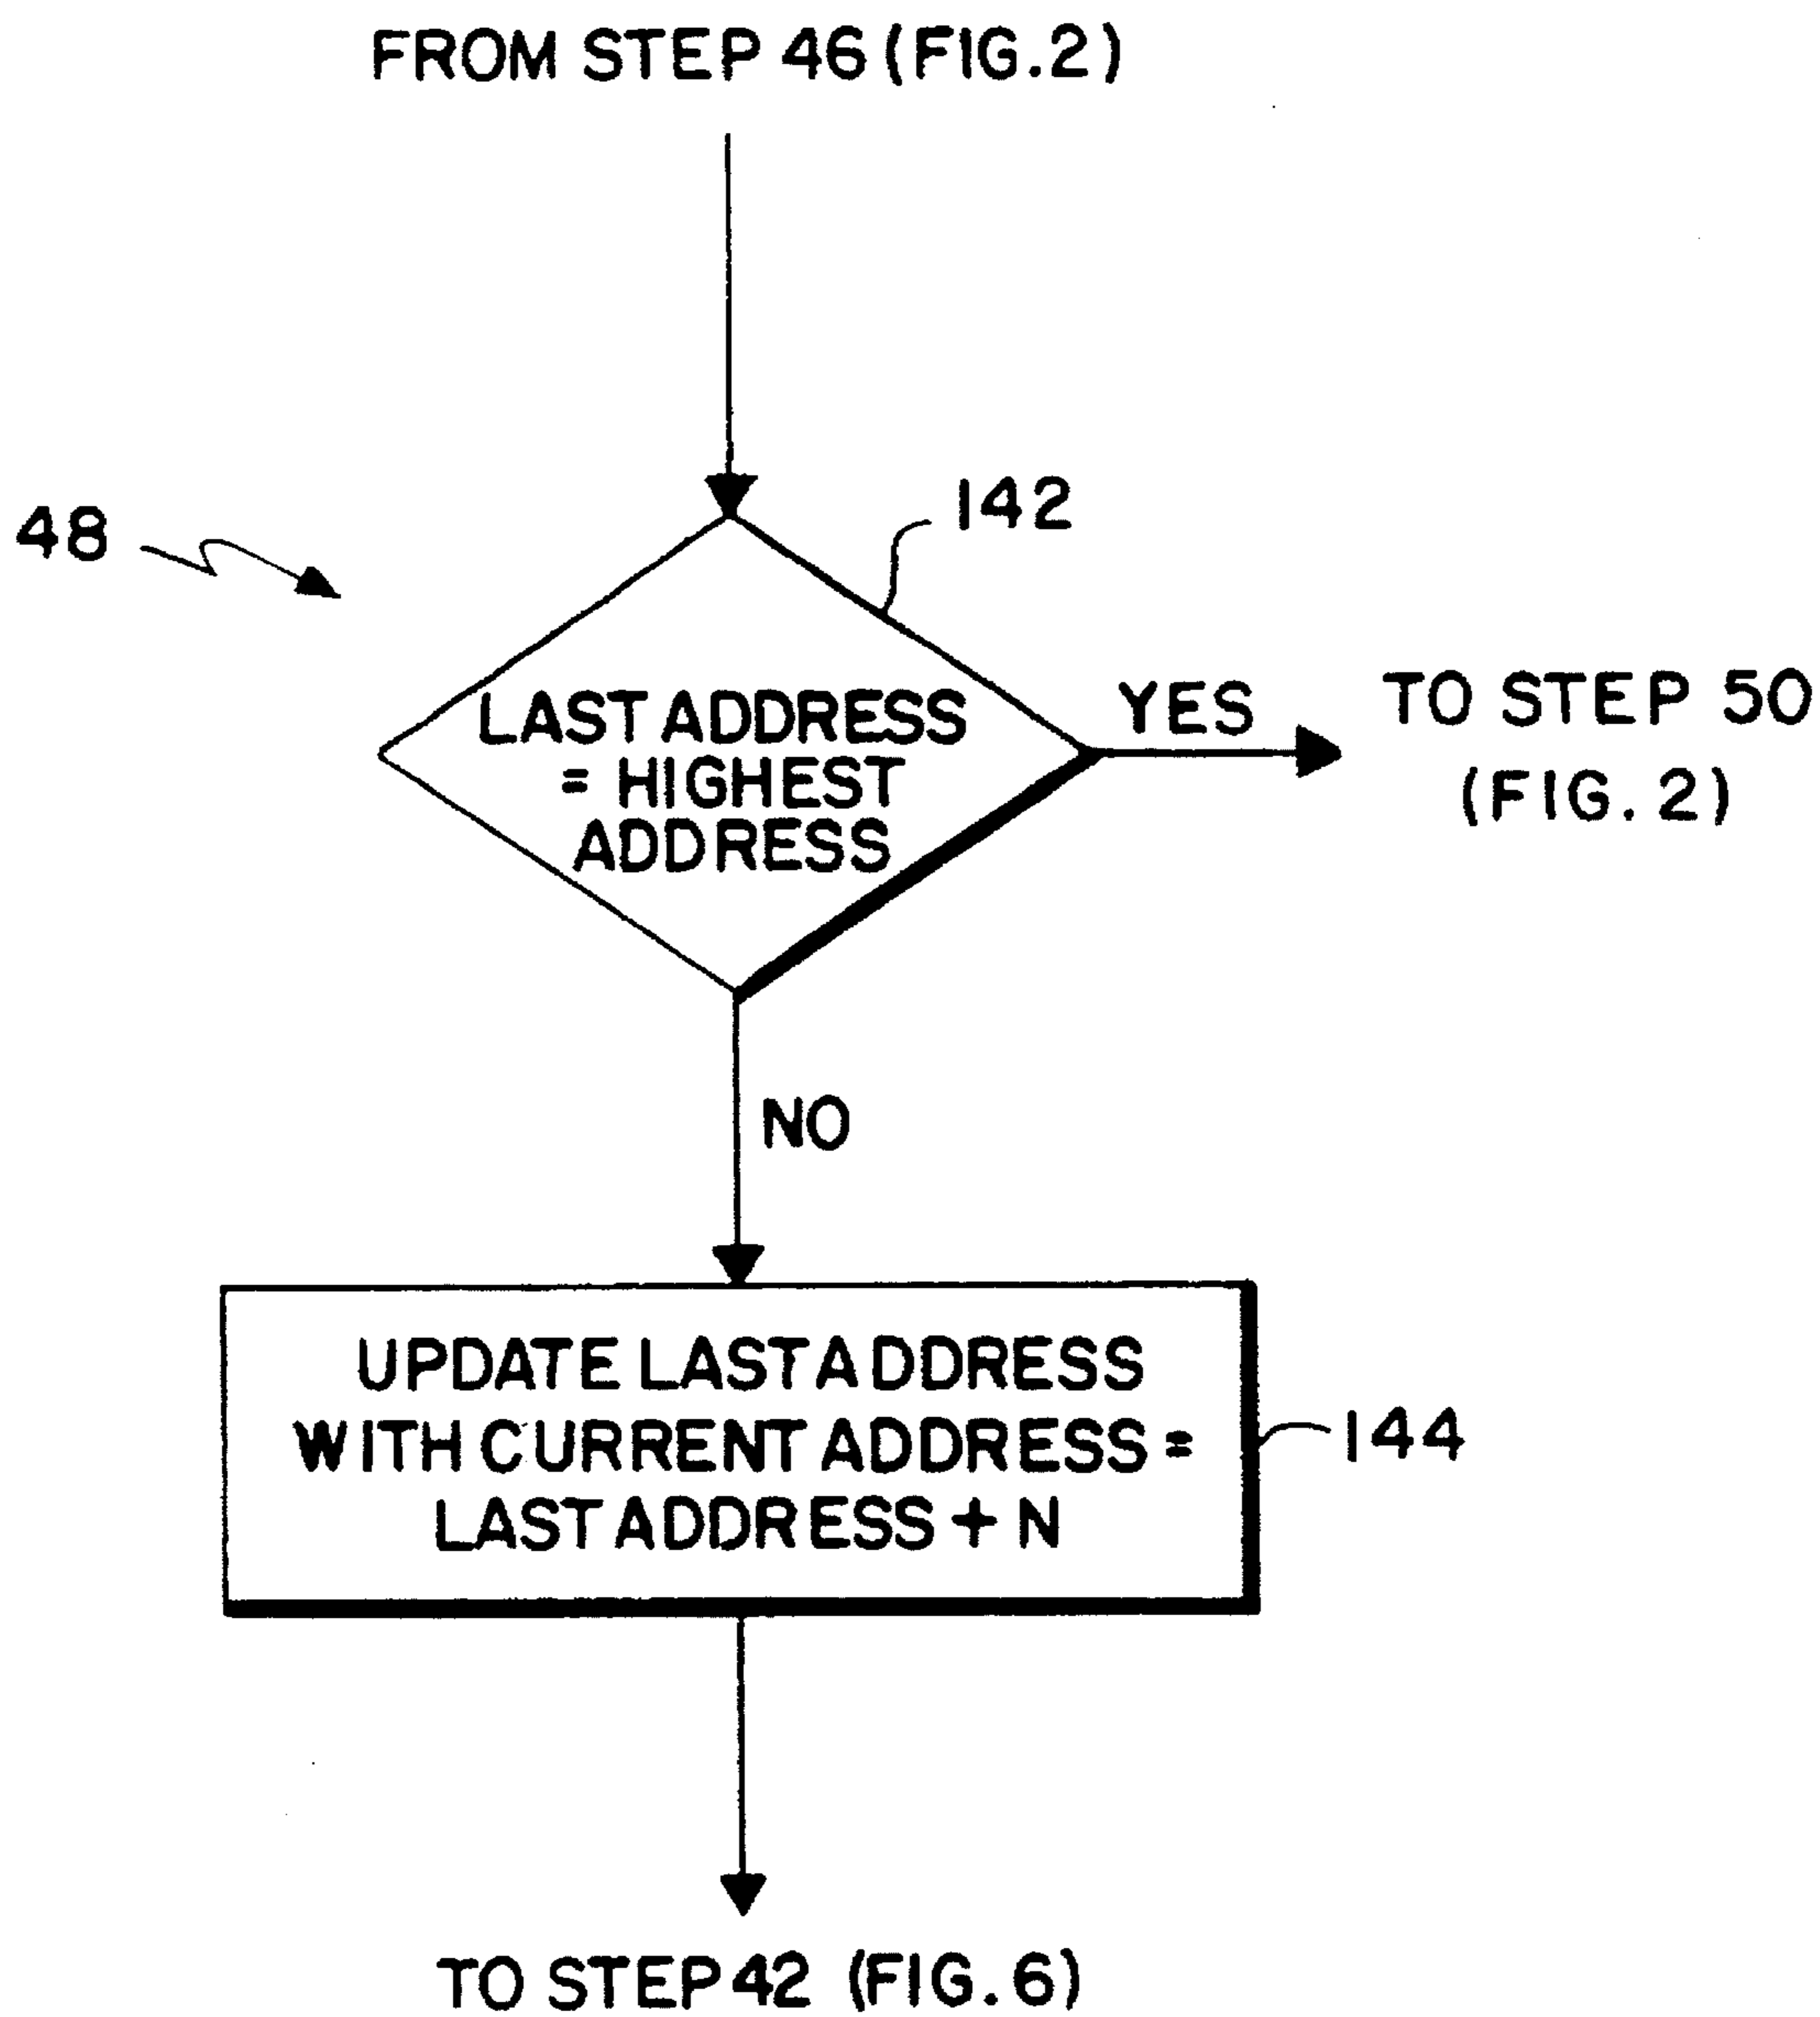 FROM STEP 46 (FIG. 2)
48
142
LAST ADDRESS
= HIGHEST
ADDRESS
YES
TO STEP 50
(FIG. 2)
NO
UPDATE LAST ADDRESS
WITH CURRENT ADDRESS =
LAST ADDRESS + N
144
TO STEP 42 (FIG. 6)